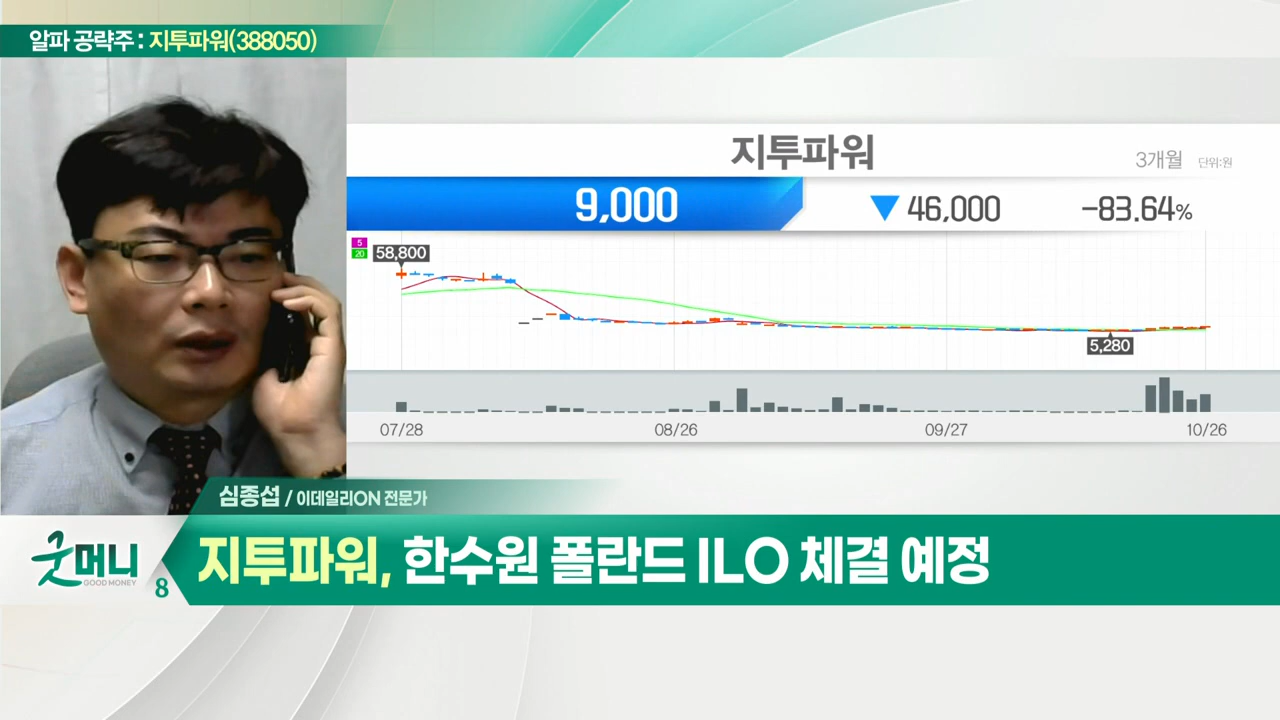 알파 공략주 : 지투파워(388050)
지투파워
3개월 단위:원
9,000 ▼46,000 -83.64%
5
20
58,800
5,280
07/28 08/26 09/27 10/26
심종섭 / 이데일리ON 전문가
굿머니
GOOD MONEY
8
지투파워, 한수원 폴란드 ILO 체결 예정